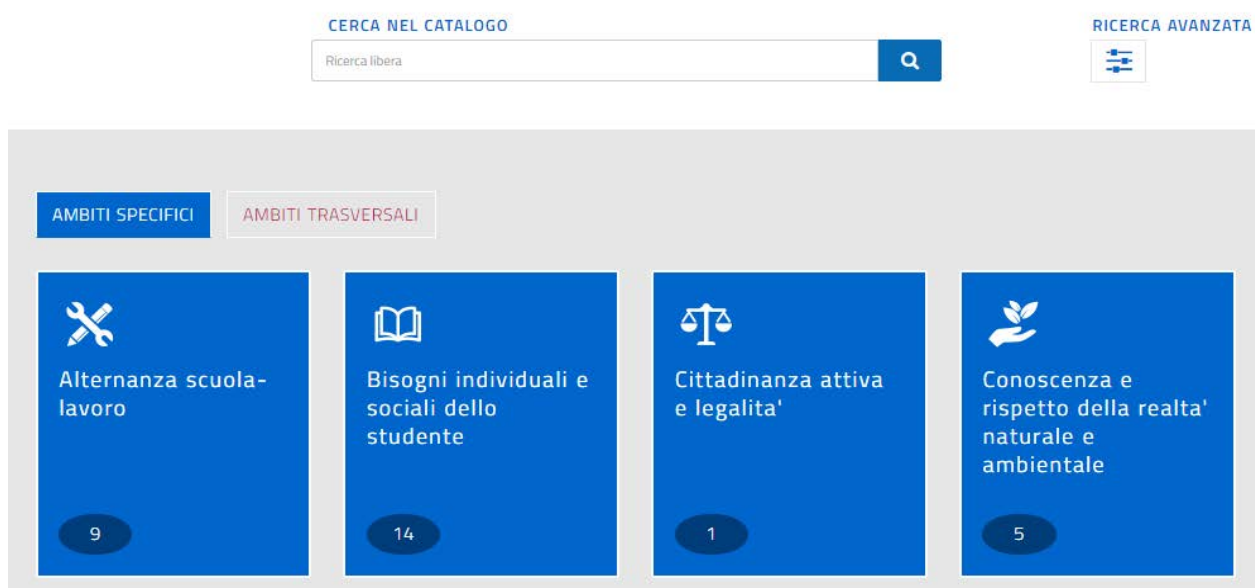 CERCA NEL CATALOGO
RICERCA AVANZATA
Ricerca libera
AMBITI SPECIFICI
AMBITI TRASVERSALI
Alternanza scuola-
lavoro
9
Bisogni individuali e
sociali dello
studente
14
Cittadinanza attiva
e legalita'
1
Conoscenza e
rispetto della realta'
naturale e
ambientale
5